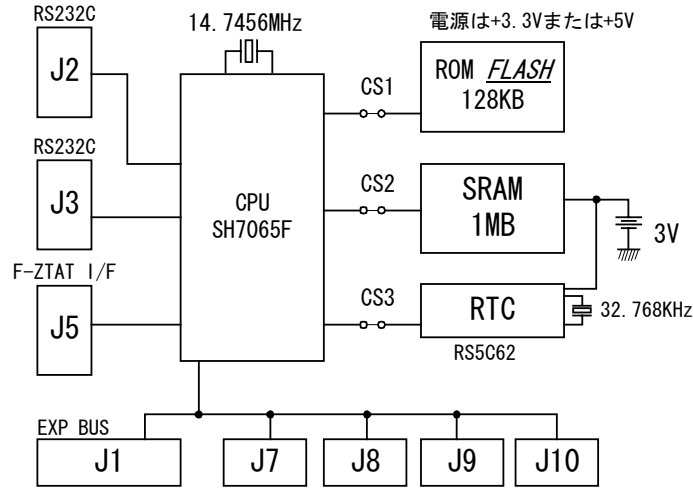 RS232C
14.7456MHz
電源は+3.3Vまたは+5V
J2
CS1
ROM FLASH
128KB
RS232C
J3
CPU
SH7065F
CS2
SRAM
1MB
3V
F-ZTAT I/F
J5
CS3
RTC
32.768KHz
RS5C62
EXP BUS
J1
J7
J8
J9
J10